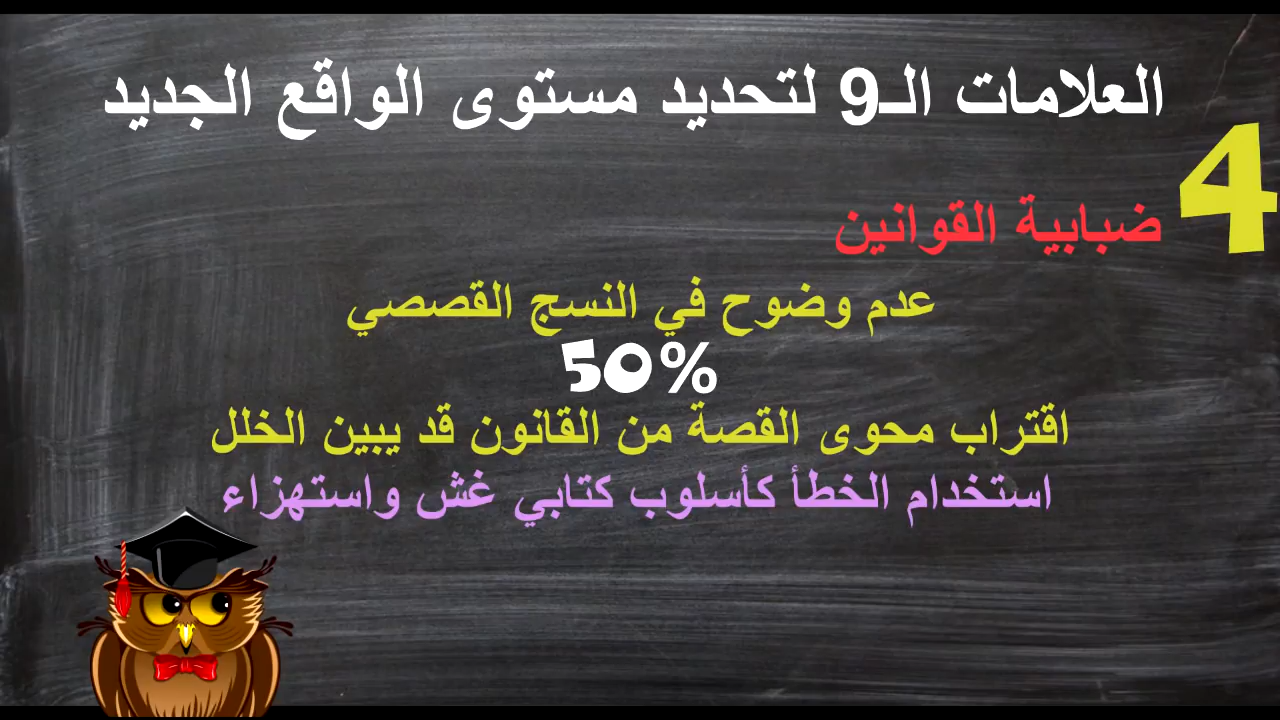 العلامات الـ9 لتحديد مستوى الواقع الجديد
4
ضبابية القوانين
عدم وضوح في النسج القصصي
50%
اقتراب محوى القصة من القانون قد يبين الخلل
استخدام الخطأ كأسلوب كتابي غش واستهزاء